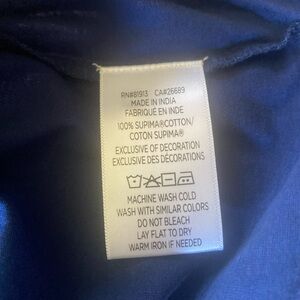 RN#81913 CA#26689
MADE IN INDIA
FABRIQUÉ EN INDE
100% SUPIMA®COTTON/
COTON SUPIMA®
EXCLUSIVE OF DECORATION
EXCLUSIVE DES DÉCORATIONS
MACHINE WASH COLD
WASH WITH SIMILAR COLORS
DO NOT BLEACH
LAY FLAT TO DRY
WARM IRON IF NEEDED